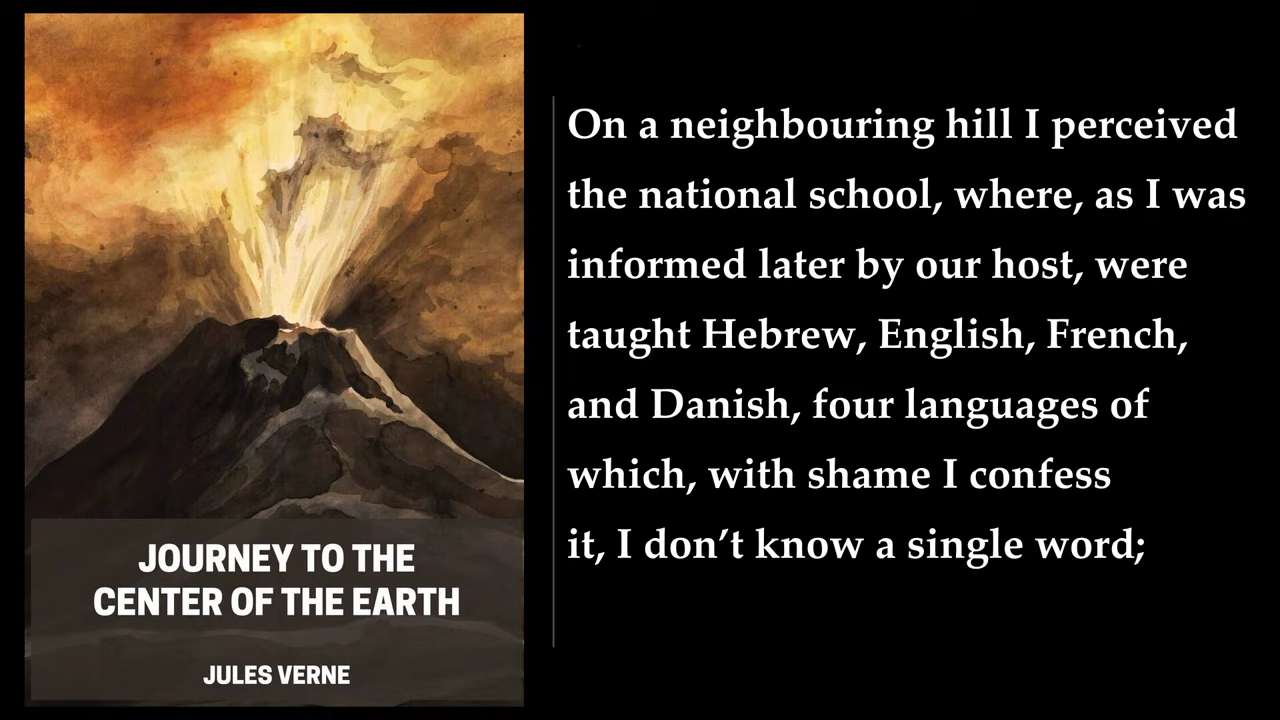 JOURNEY TO THE
CENTER OF THE EARTH
JULES VERNE
On a neighbouring hill I perceived
the national school, where, as I was
informed later by our host, were
taught Hebrew, English, French,
and Danish, four languages of
which, with shame I confess
it, I don’t know a single word;